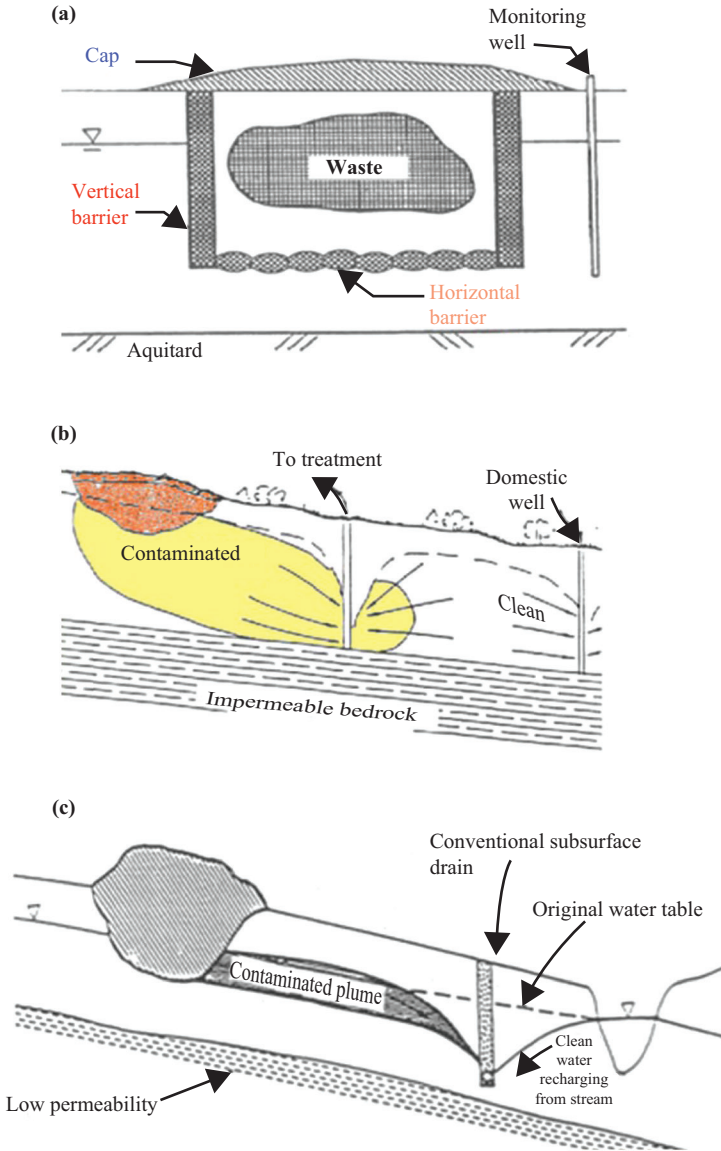 (a)
Monitoring
well
Cap
Waste
Vertical
barrier
Horizontal
barrier
Aquitard
(b)
To treatment
Domestic
well
Contaminated
Clean
Impermeable bedrock
(c)
Conventional subsurface
drain
Original water table
Contaminated plume
Clean
water
recharging
from stream
Low permeability